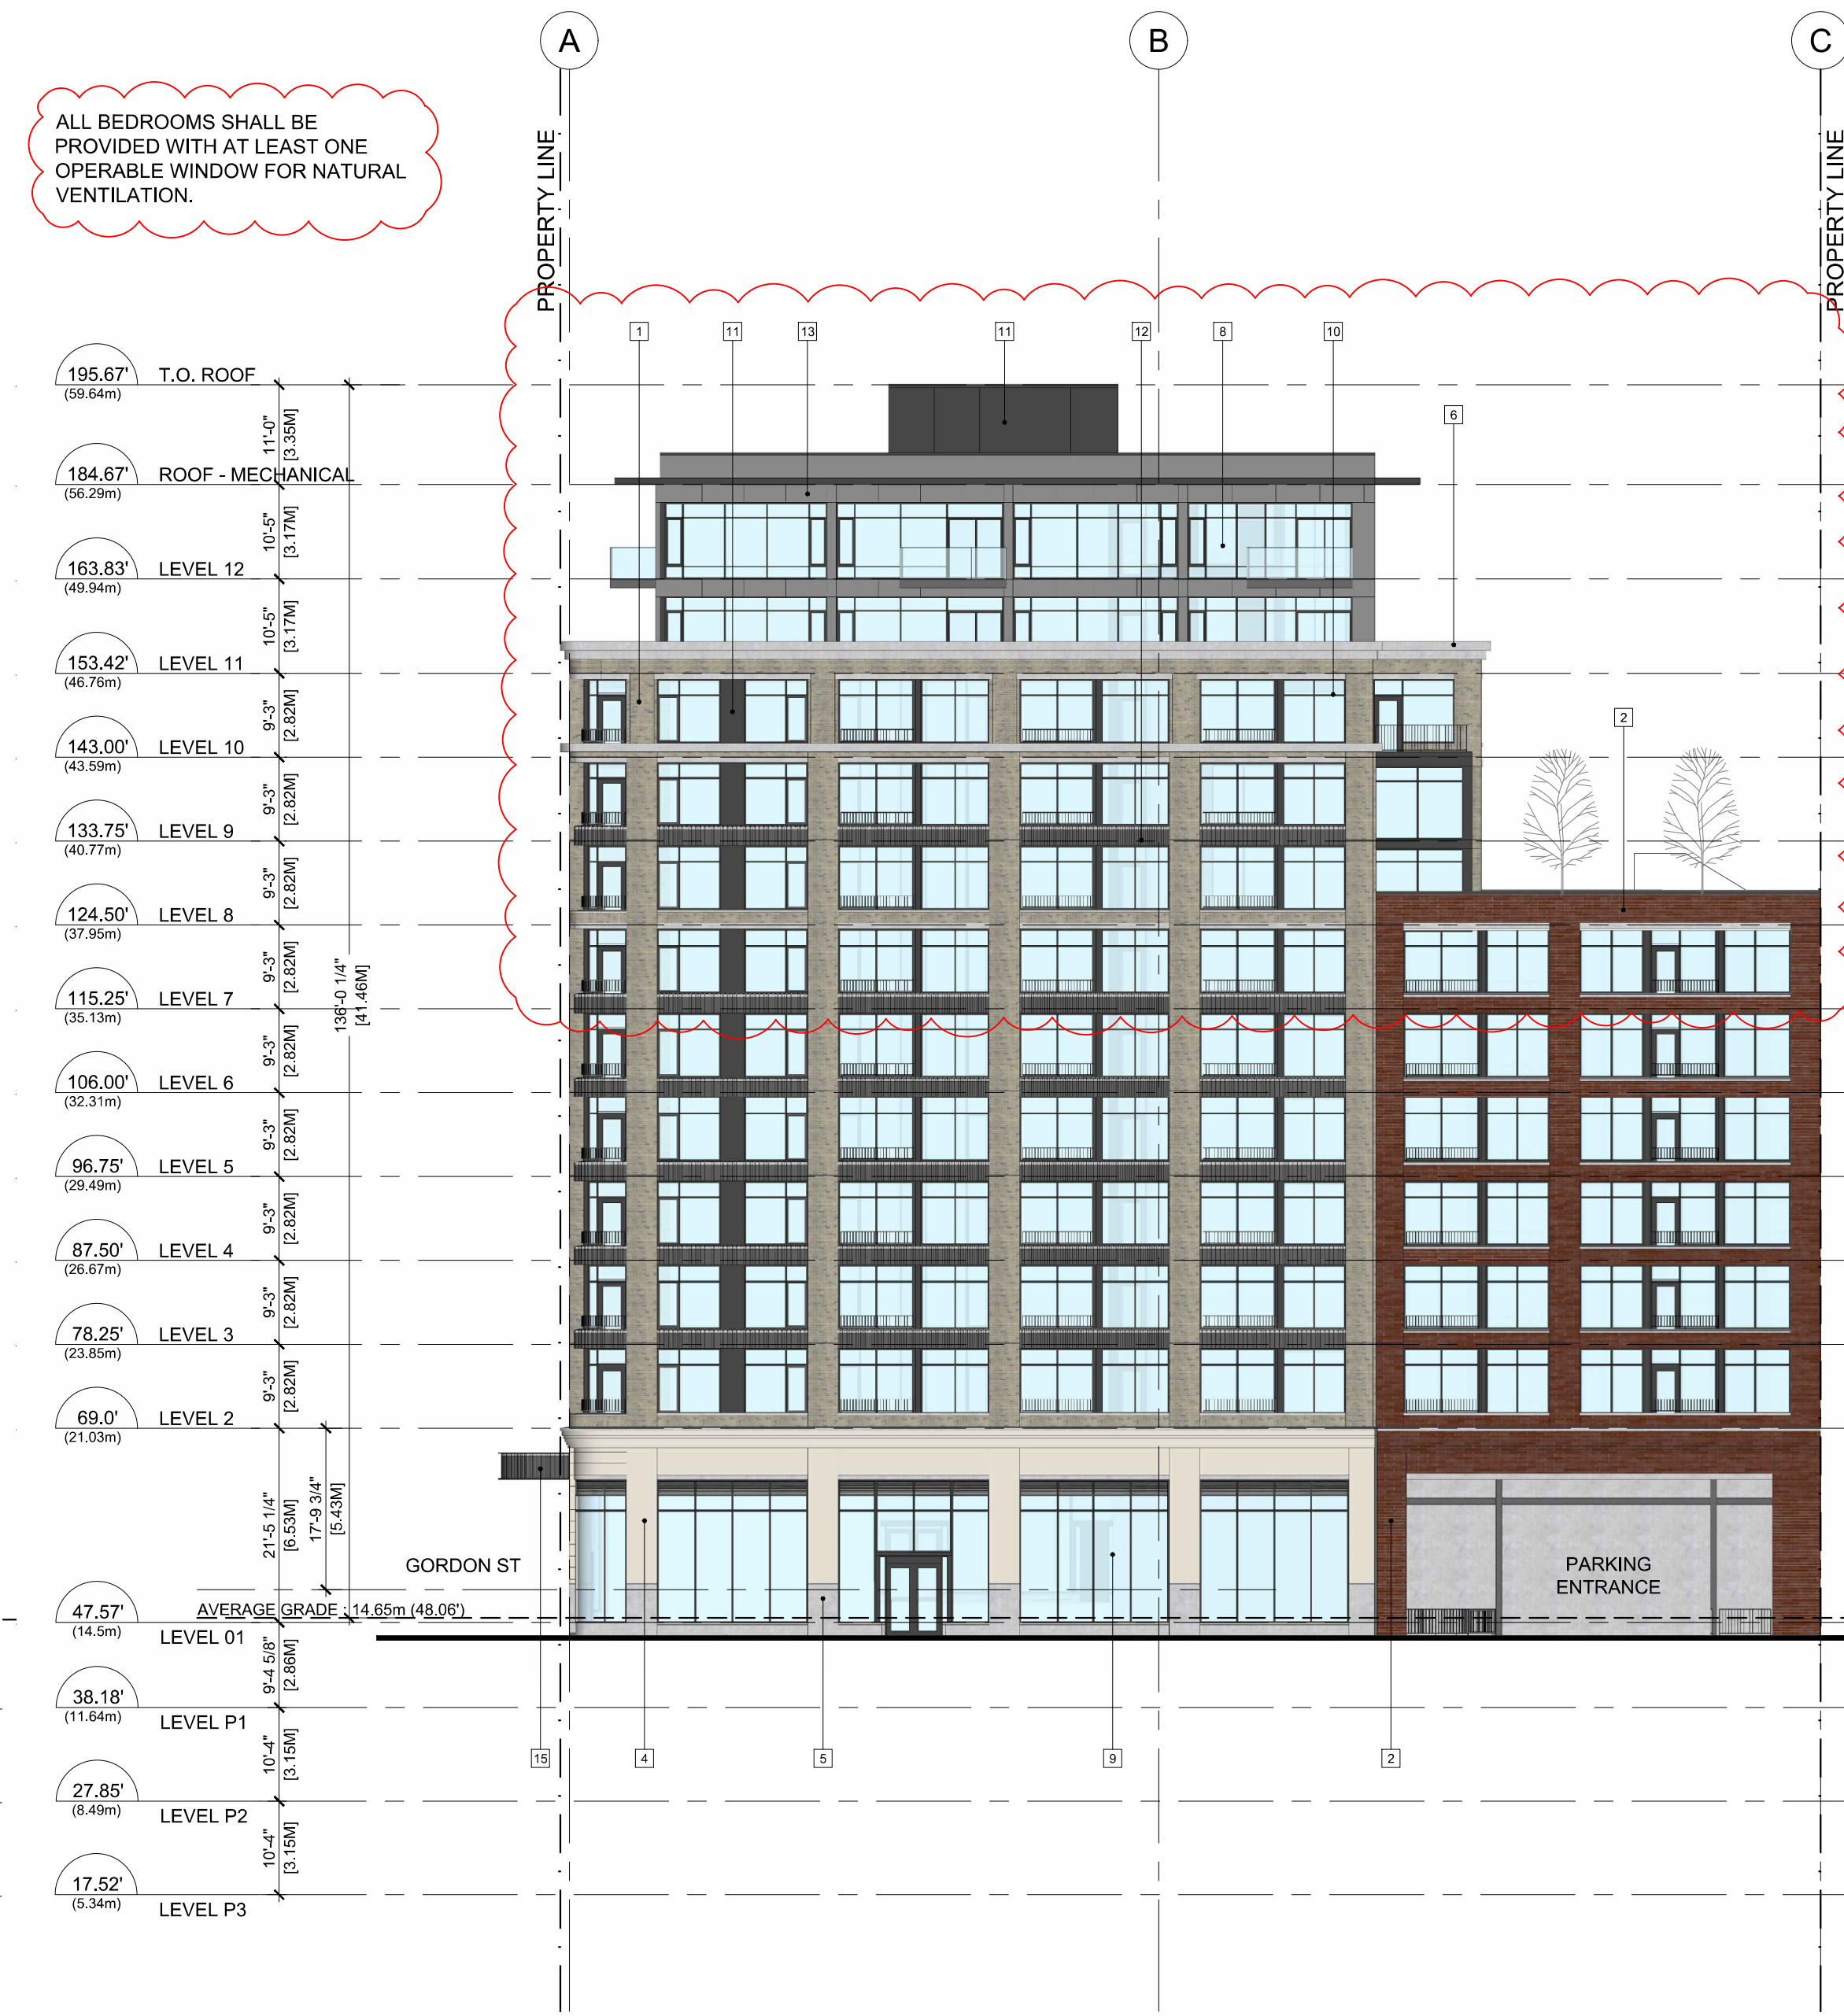 A
B
C
ALL BEDROOMS SHALL BE
PROVIDED WITH AT LEAST ONE
OPERABLE WINDOW FOR NATURAL
VENTILATION.
PROPERTY LINE
PROPERTY LINE
1
11
13
11
12
8
10
6
2
195.67' T.O. ROOF
(59.64m)
11'-0"
[3.35M]
184.67' ROOF - MECHANICAL
(56.29m)
10'-5"
[3.17M]
163.83' LEVEL 12
(49.94m)
10'-5"
[3.17M]
153.42' LEVEL 11
(46.76m)
9'-3"
[2.82M]
143.00' LEVEL 10
(43.59m)
9'-3"
[2.82M]
133.75' LEVEL 9
(40.77m)
9'-3"
[2.82M]
124.50' LEVEL 8
(37.95m)
9'-3"
[2.82M]
136'-0 1/4"
[41.46M]
115.25' LEVEL 7
(35.13m)
9'-3"
[2.82M]
106.00' LEVEL 6
(32.31m)
9'-3"
[2.82M]
96.75' LEVEL 5
(29.49m)
9'-3"
[2.82M]
87.50' LEVEL 4
(26.67m)
9'-3"
[2.82M]
78.25' LEVEL 3
(23.85m)
9'-3"
[2.82M]
69.0' LEVEL 2
(21.03m)
21'-5 1/4"
[6.53M]
17'-9 3/4"
[5.43M]
GORDON ST
PARKING
ENTRANCE
AVERAGE GRADE : 14.65m (48.06')
47.57'
(14.5m)
LEVEL 01
9'-4 5/8"
[2.86M]
38.18'
(11.64m)
LEVEL P1
10'-4"
[3.15M]
15
4
5
9
2
27.85'
(8.49m)
LEVEL P2
10'-4"
[3.15M]
17.52'
(5.34m)
LEVEL P3